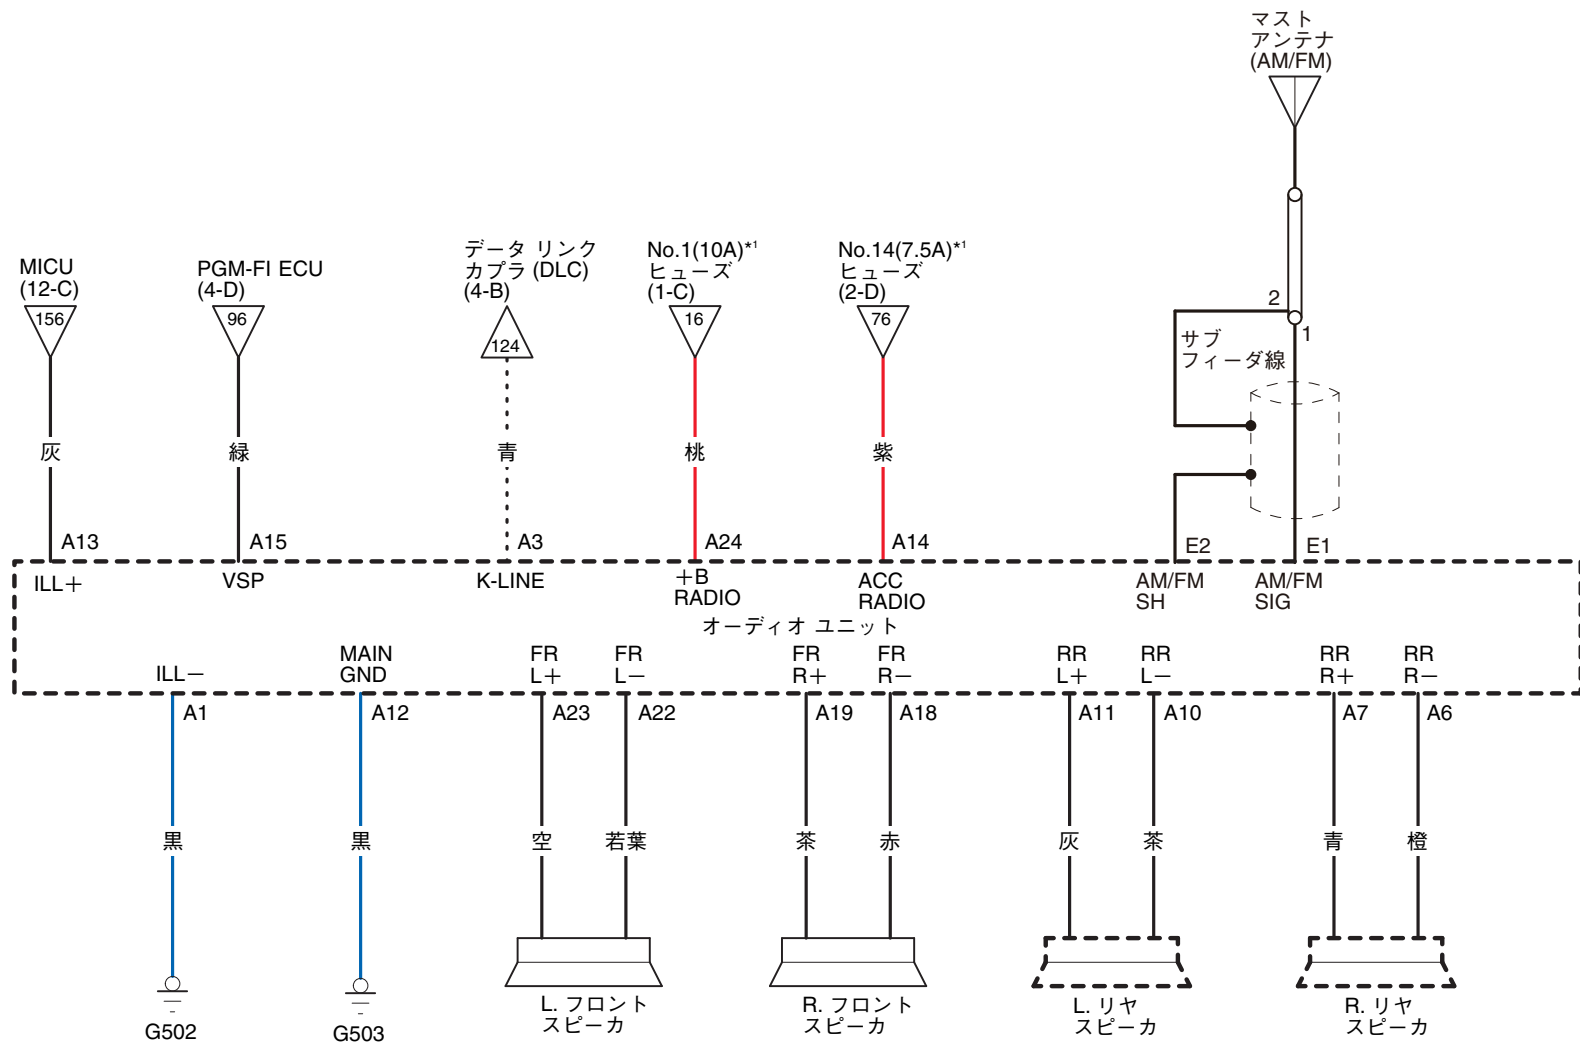 マスト
アンテナ
(AM/FM)
MICU
(12-C)
156
PGM-FI ECU
(4-D)
96
データ リンク
カプラ (DLC)
(4-B)
124
No.1(10A)*1
ヒューズ
(1-C)
16
No.14(7.5A)*1
ヒューズ
(2-D)
76
2
1
サブ
フィーダ線
灰
緑
青
桃
紫
A13
A15
A3
A24
A14
E2
E1
ILL+
VSP
K-LINE
+B
RADIO
ACC
RADIO
AM/FM
SH
AM/FM
SIG
オーディオ ユニット
ILL−
MAIN
GND
FR
L+
FR
L−
FR
R+
FR
R−
RR
L+
RR
L−
RR
R+
RR
R−
A1
A12
A23
A22
A19
A18
A11
A10
A7
A6
黒
黒
空
若葉
茶
赤
灰
茶
青
橙
G502
G503
L. フロント
スピーカ
R. フロント
スピーカ
L. リヤ
スピーカ
R. リヤ
スピーカ